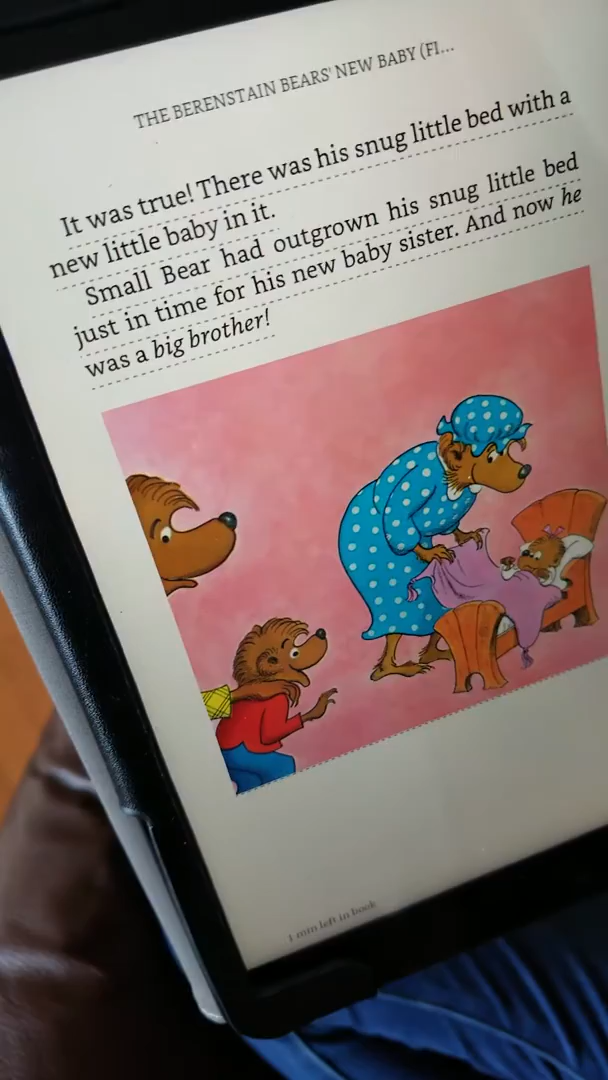 THE BERENSTAIN BEARS' NEW BABY (FI...
It was true! There was his snug little bed with a
new little baby in it.
Small Bear had outgrown his snug little bed
just in time for his new baby sister. And now he
was a big brother!
1 min left in book